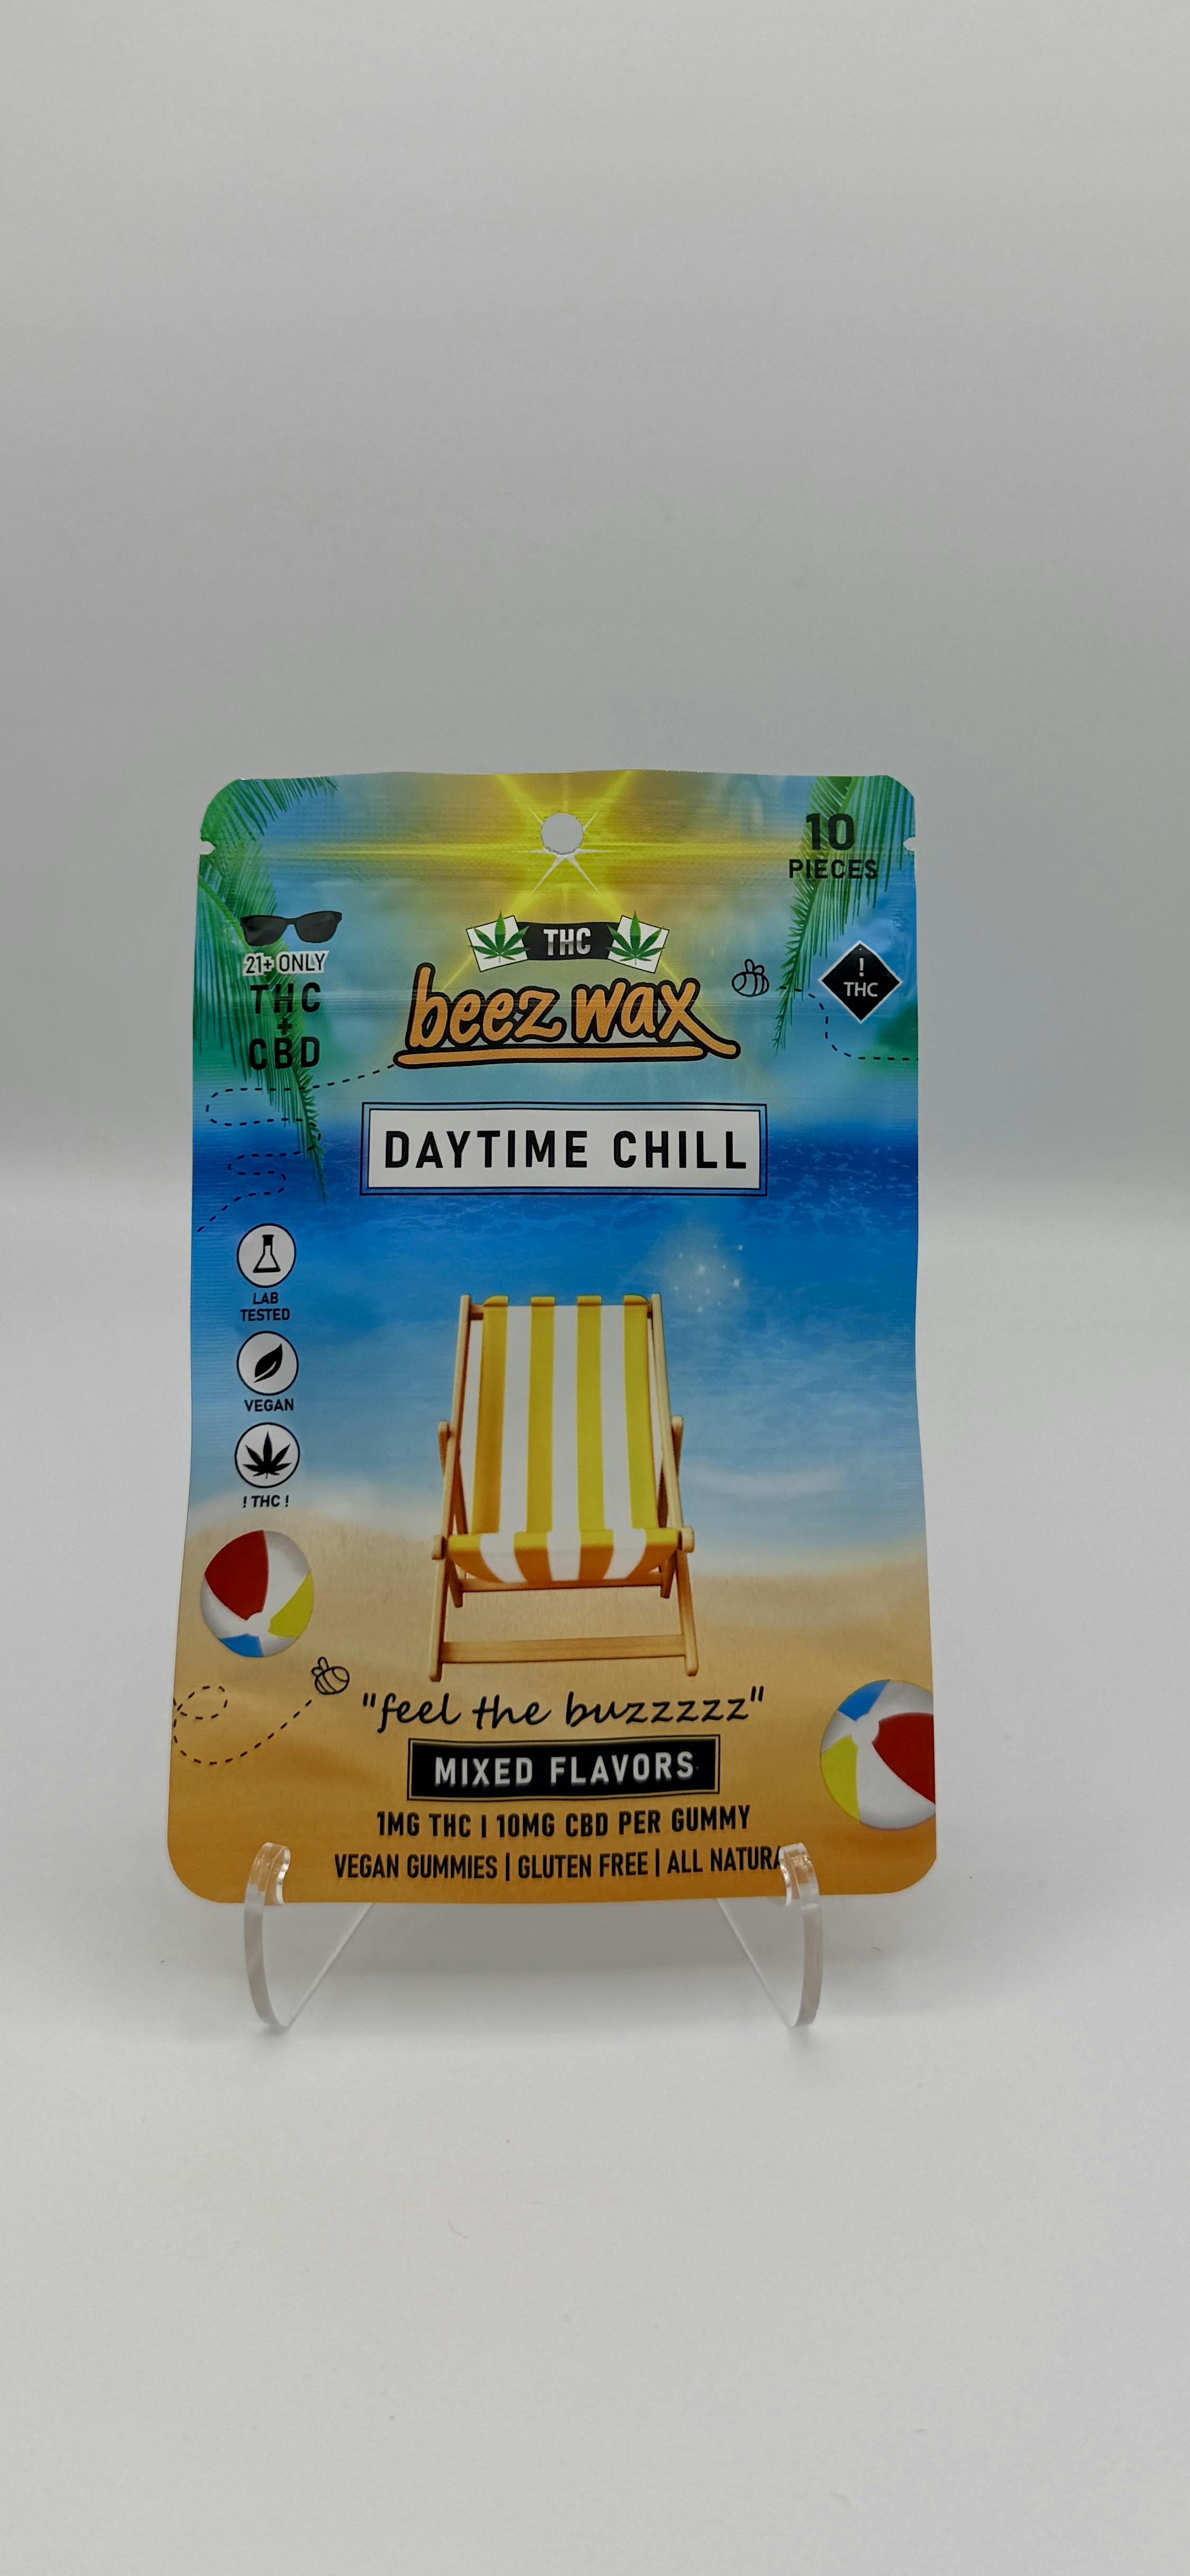 10
PIECES
21+ ONLY
THC
+
CBD
THC
beez wax
!
THC
DAYTIME CHILL
LAB
TESTED
VEGAN
! THC !
"feel the buzzzzz"
MIXED FLAVORS
1MG THC | 10MG CBD PER GUMMY
VEGAN GUMMIES | GLUTEN FREE | ALL